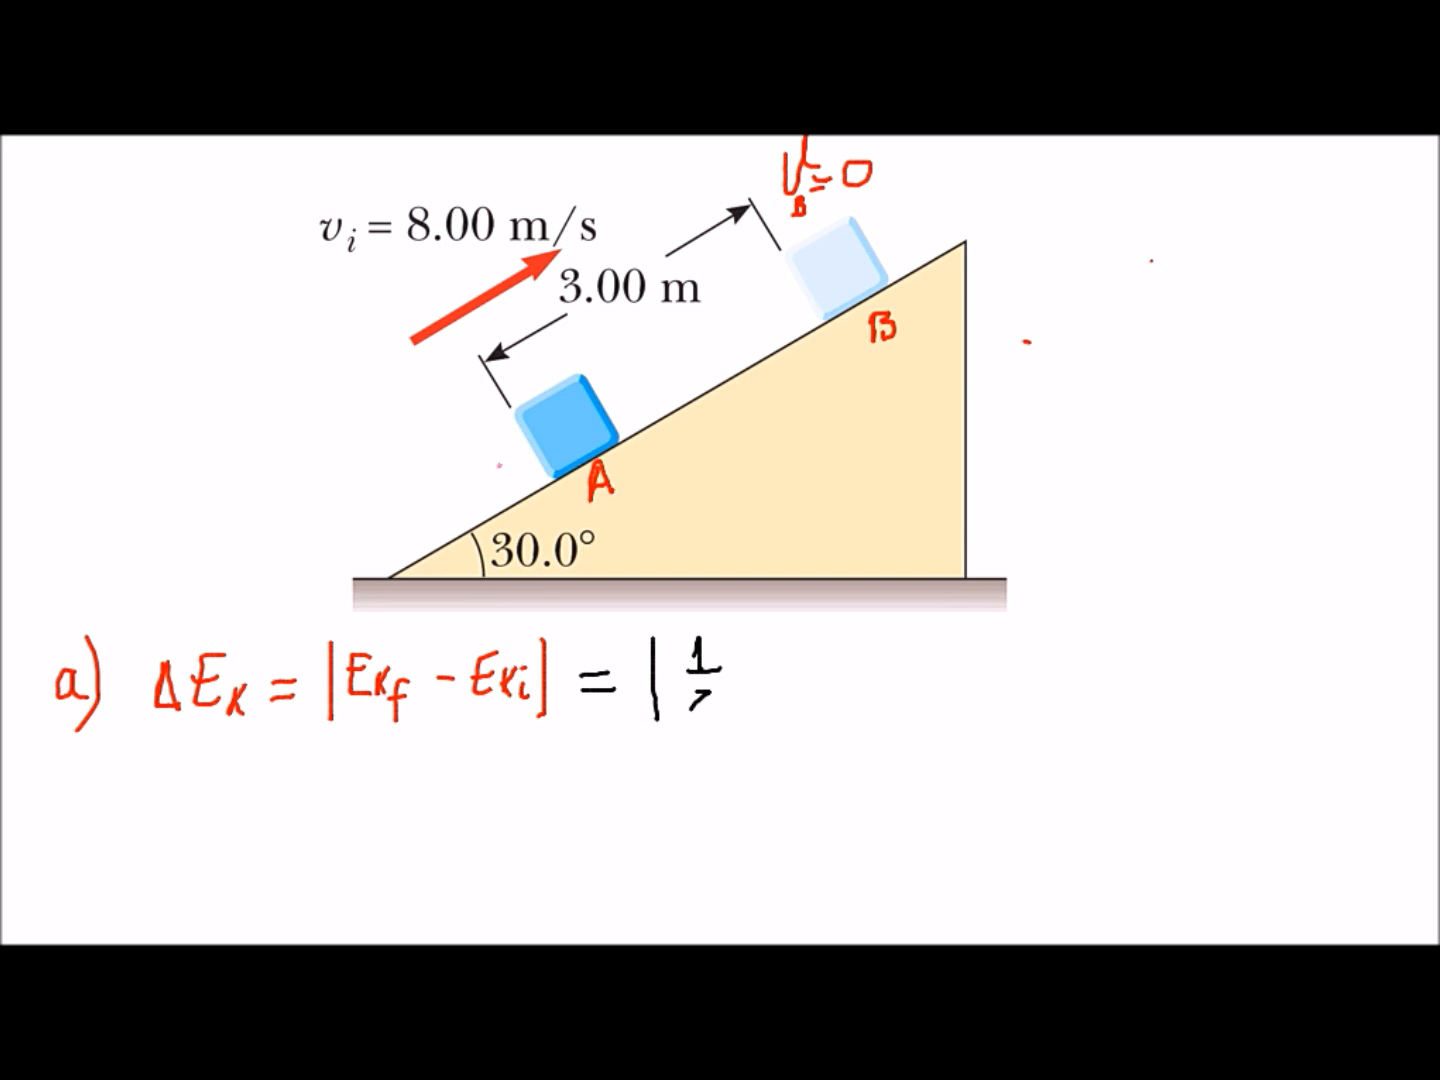 V_B = 0
v_i = 8.00 m/s
3.00 m
B
A
30.0°
a) ΔE_K = |E_Kf - E_Ki| = | 1/2